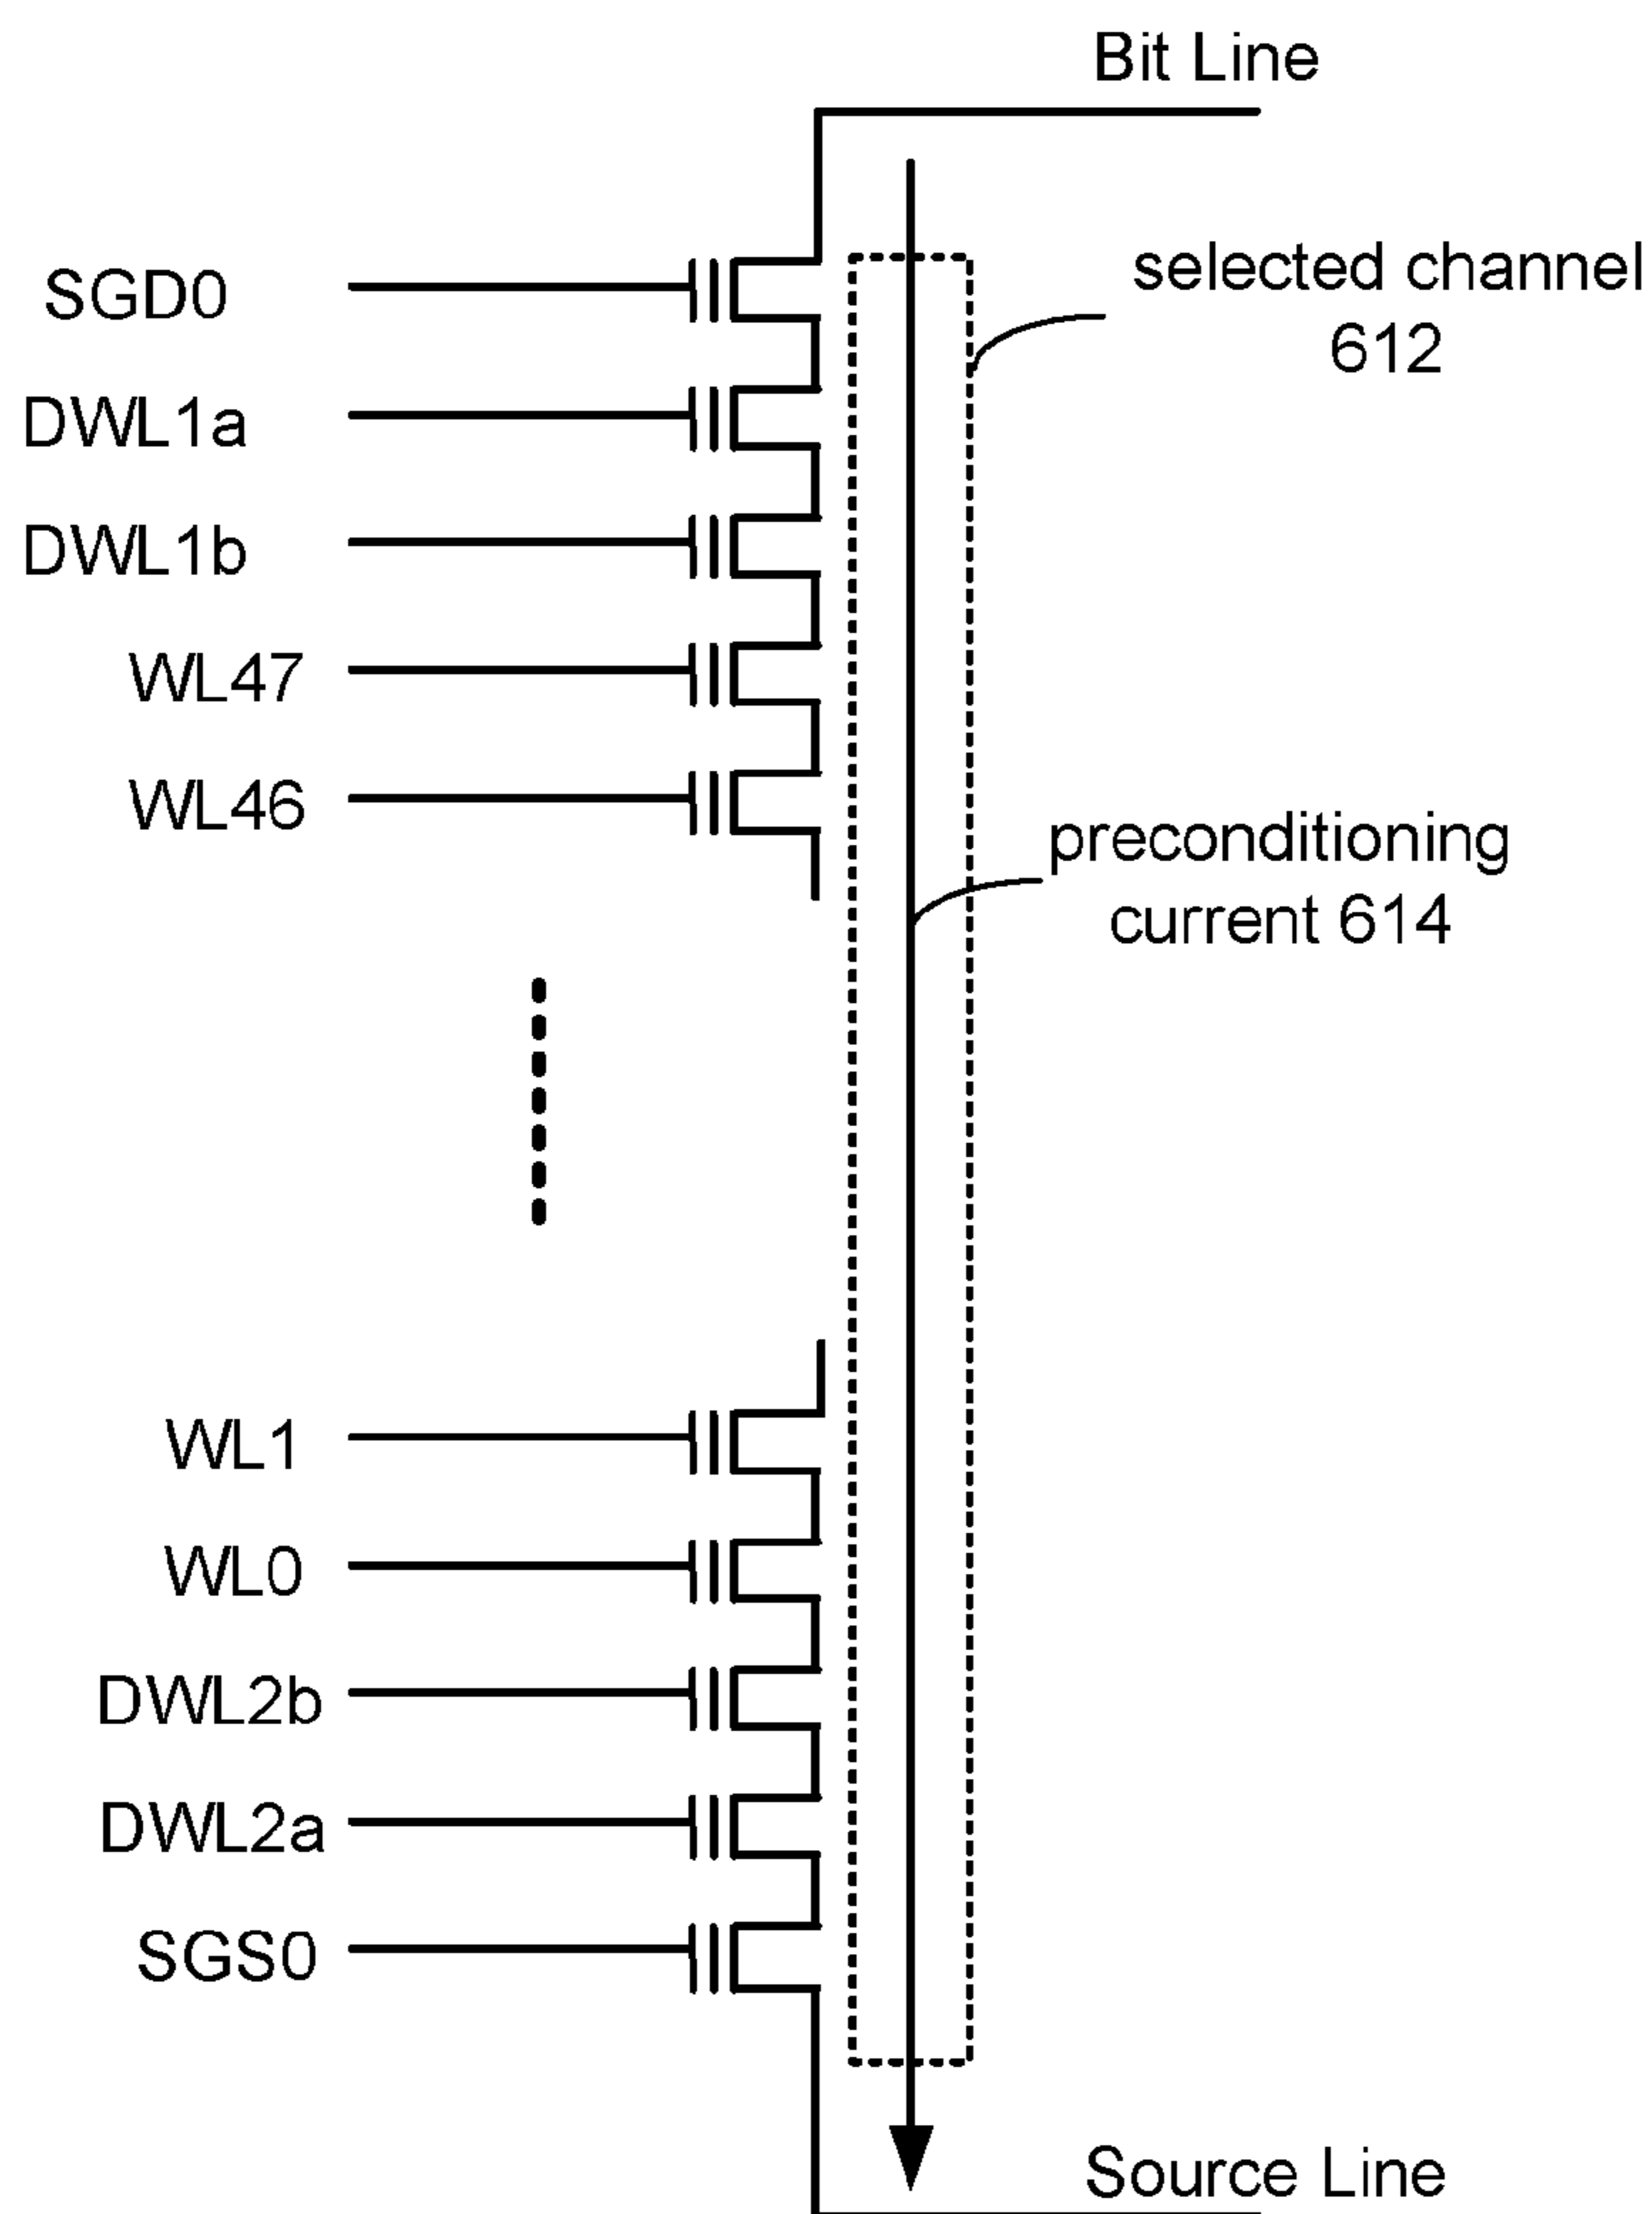 Bit Line
SGD0
selected channel
612
DWL1a
DWL1b
WL47
WL46
preconditioning
current 614
WL1
WL0
DWL2b
DWL2a
SGS0
Source Line